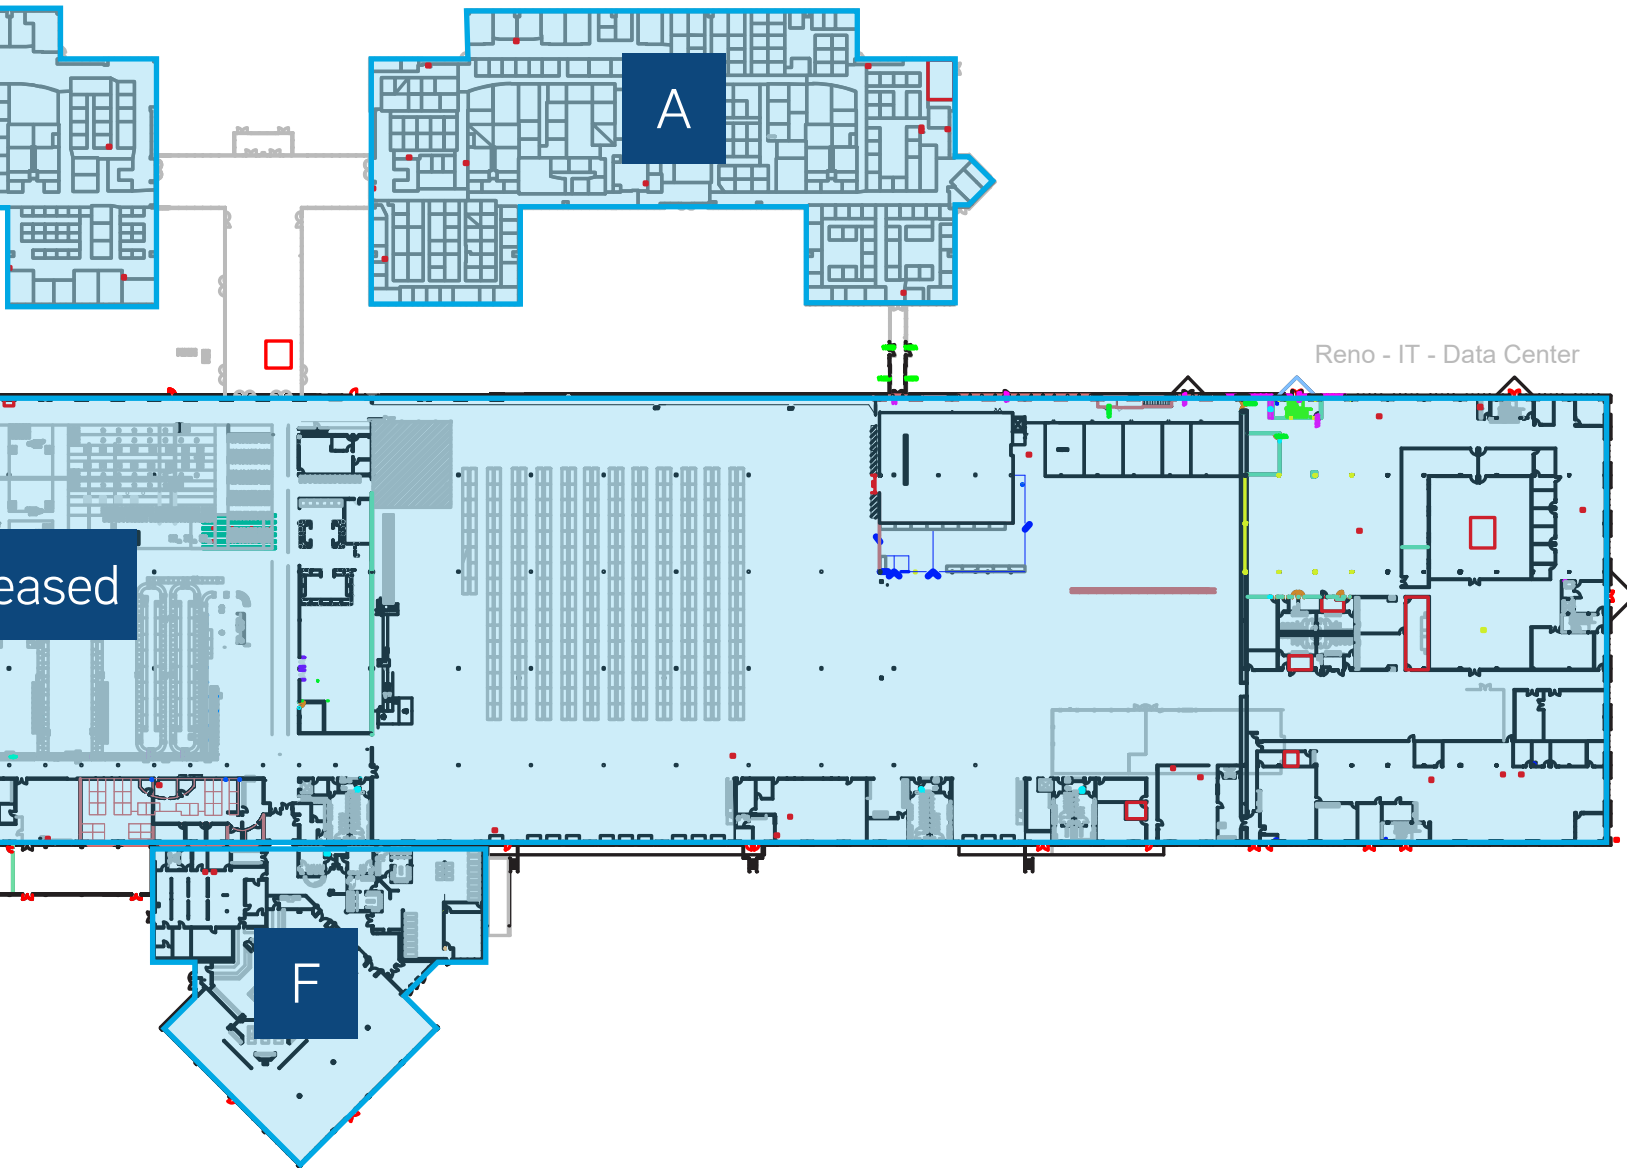 A
Reno - IT - Data Center
eased
F